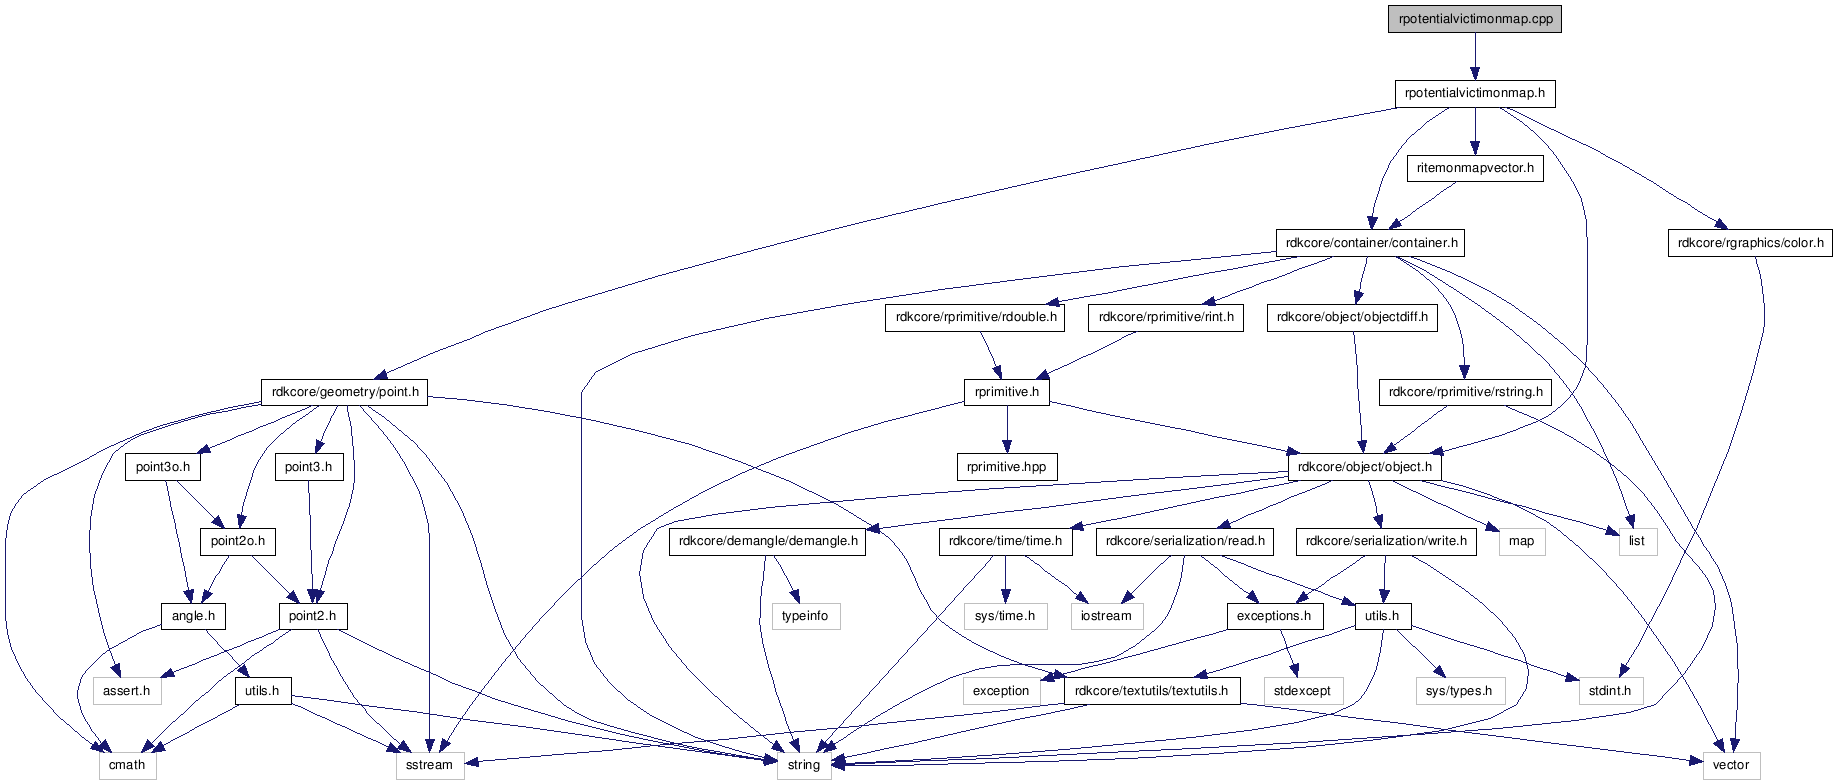 rpotentialvictimonmap.cpp
rpotentialvictimonmap.h
ritemonmapvector.h
rdkcore/container/container.h
rdkcore/rgraphics/color.h
rdkcore/rprimitive/rdouble.h
rdkcore/rprimitive/rint.h
rdkcore/object/objectdiff.h
rdkcore/geometry/point.h
rprimitive.h
rdkcore/rprimitive/rstring.h
point3o.h
point3.h
rprimitive.hpp
rdkcore/object/object.h
point2o.h
rdkcore/demangle/demangle.h
rdkcore/time/time.h
rdkcore/serialization/read.h
rdkcore/serialization/write.h
map
list
angle.h
point2.h
typeinfo
sys/time.h
iostream
exceptions.h
utils.h
assert.h
utils.h
exception
rdkcore/textutils/textutils.h
stdexcept
sys/types.h
stdint.h
cmath
sstream
string
vector